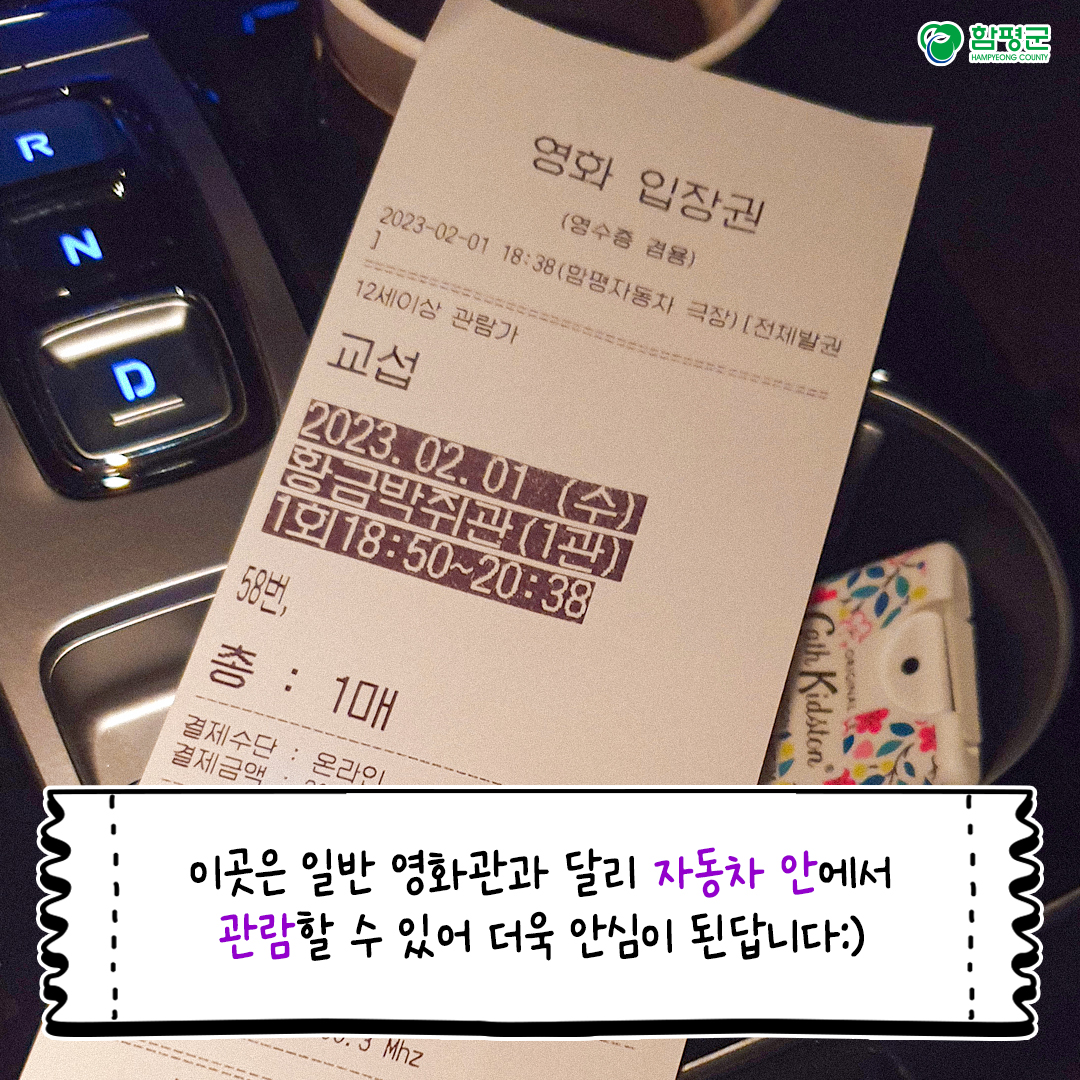 함평군
HAMPYEONG COUNTY
R
N
D
영화 입장권
(영수증 겸용)
2023-02-01 18:38(함평자동차 극장)[전체발권
]
12세이상 관람가
교섭
2023.02.01 (수)
황금박쥐관(1관)
1회18:50~20:38
58번,
총 : 1매
결제수단 : 온라인
결제금액 :
Cath Kidston
ORIGINAL
이곳은 일반 영화관과 달리 자동차 안에서
관람할 수 있어 더욱 안심이 된답니다:)
Mhz